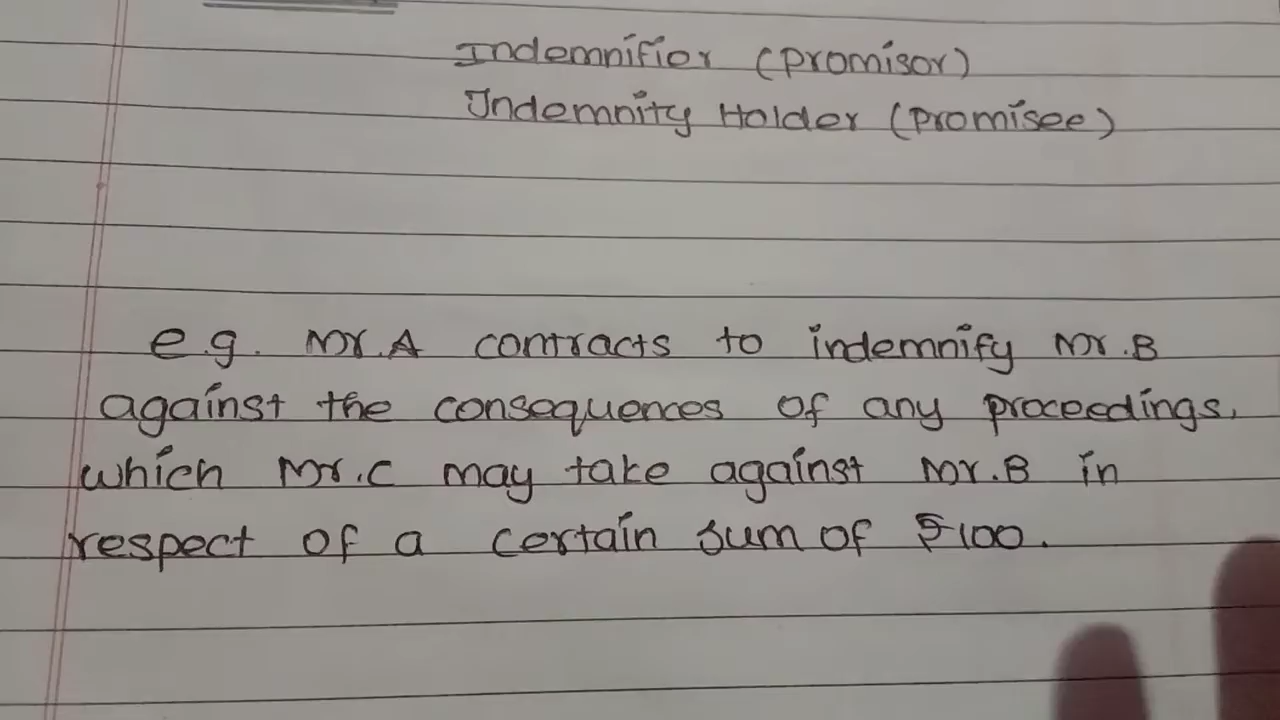 Indemnifier (Promisor)
Indemnity Holder (Promisee)
e.g. Mr.A contracts to indemnify Mr.B
against the consequences of any proceedings,
which Mr.C may take against Mr.B in
respect of a certain sum of ₹100.